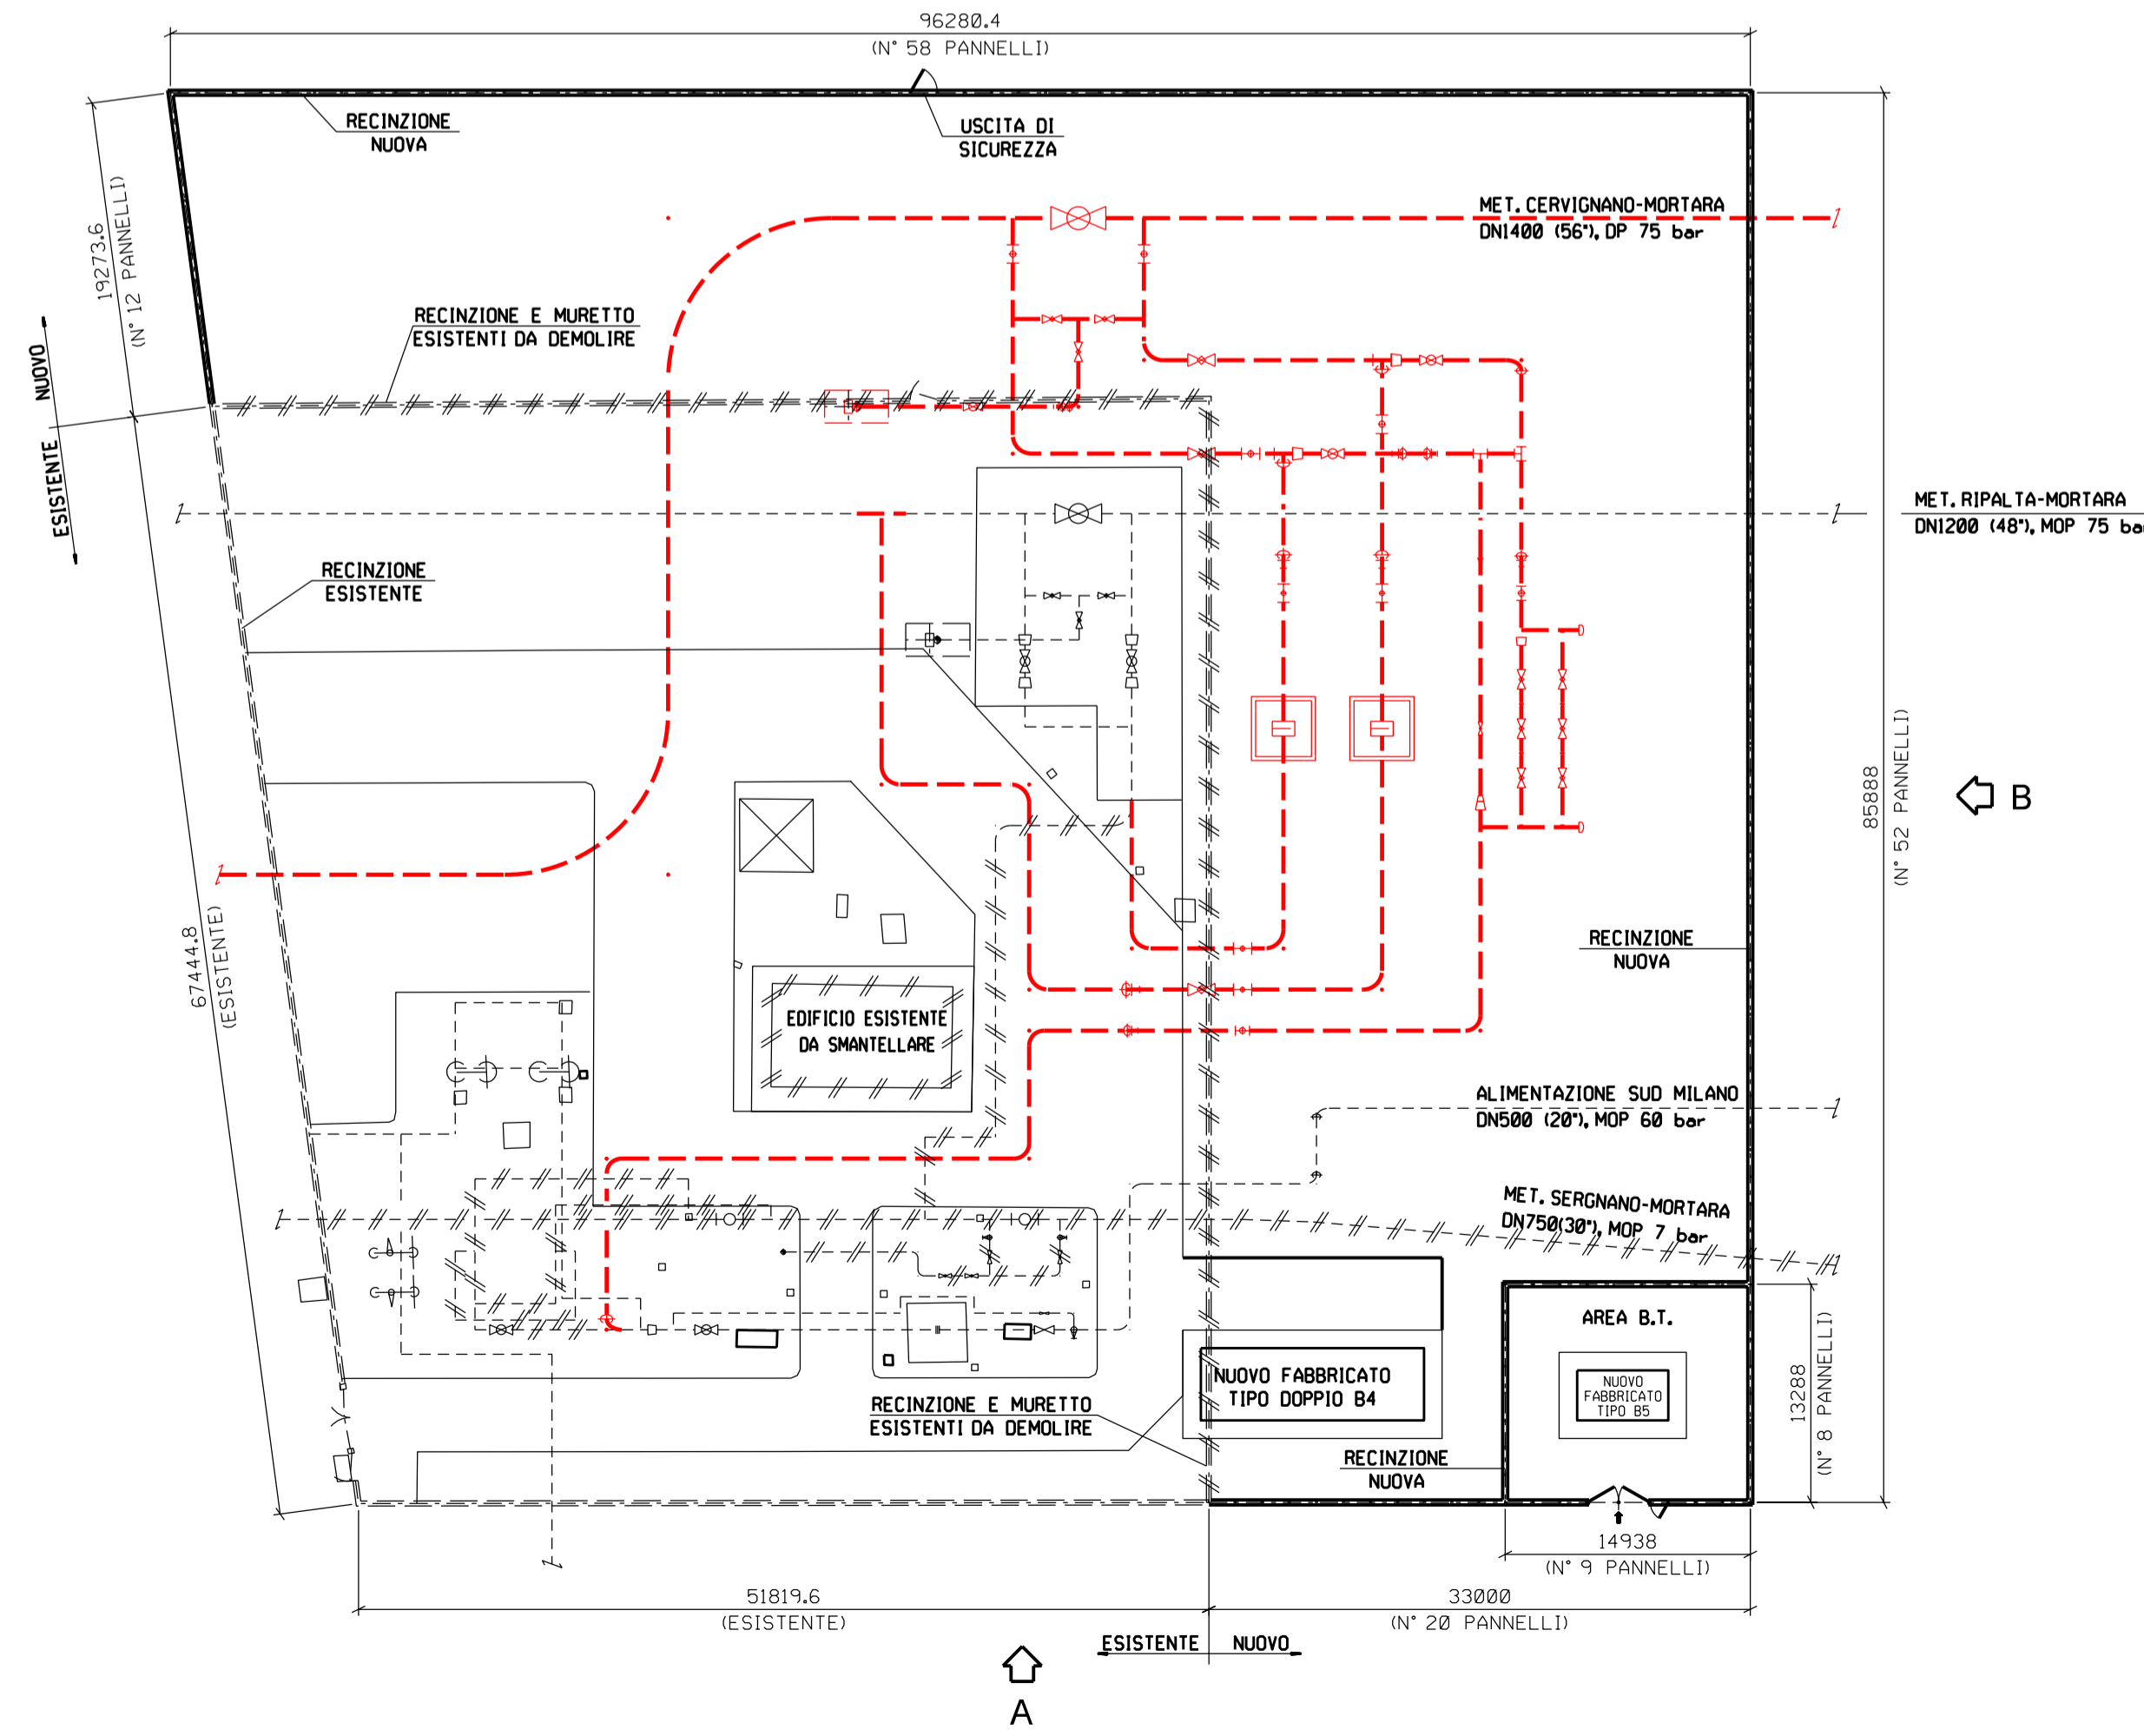 96280.4
(N° 58 PANNELLI)
RECINZIONE
NUOVA
USCITA DI
SICUREZZA
MET. CERVIGNANO-MORTARA
DN1400 (56"), DP 75 bar
19273.6
(N° 12 PANNELLI)
RECINZIONE E MURETTO
ESISTENTI DA DEMOLIRE
NUOVO
ESISTENTE
MET. RIPALTA-MORTARA
DN1200 (48"), MOP 75 bar
RECINZIONE
ESISTENTE
85888
(N° 52 PANNELLI)
B
67444.8
(ESISTENTE)
RECINZIONE
NUOVA
EDIFICIO ESISTENTE
DA SMANTELLARE
ALIMENTAZIONE SUD MILANO
DN500 (20"), MOP 60 bar
MET. SERGNANO-MORTARA
DN750(30"), MOP 7 bar
AREA B.T.
NUOVO FABBRICATO
TIPO DOPPIO B4
NUOVO
FABBRICATO
TIPO B5
13288
(N° 8 PANNELLI)
RECINZIONE E MURETTO
ESISTENTI DA DEMOLIRE
RECINZIONE
NUOVA
14938
(N° 9 PANNELLI)
51819.6
(ESISTENTE)
33000
(N° 20 PANNELLI)
ESISTENTE
NUOVO
A